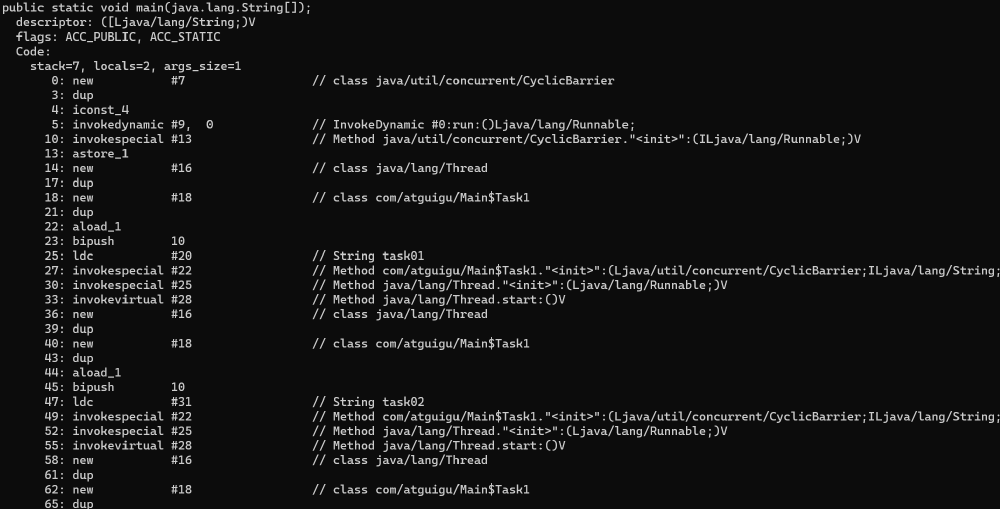 public static void main(java.lang.String[]);
  descriptor: ([Ljava/lang/String;)V
  flags: ACC_PUBLIC, ACC_STATIC
  Code:
    stack=7, locals=2, args_size=1
       0: new           #7                  // class java/util/concurrent/CyclicBarrier
       3: dup
       4: iconst_4
       5: invokedynamic #9,  0              // InvokeDynamic #0:run:()Ljava/lang/Runnable;
      10: invokespecial #13                 // Method java/util/concurrent/CyclicBarrier."<init>":(ILjava/lang/Runnable;)V
      13: astore_1
      14: new           #16                 // class java/lang/Thread
      17: dup
      18: new           #18                 // class com/atguigu/Main$Task1
      21: dup
      22: aload_1
      23: bipush        10
      25: ldc           #20                 // String task01
      27: invokespecial #22                 // Method com/atguigu/Main$Task1."<init>":(Ljava/util/concurrent/CyclicBarrier;ILjava/lang/String;
      30: invokespecial #25                 // Method java/lang/Thread."<init>":(Ljava/lang/Runnable;)V
      33: invokevirtual #28                 // Method java/lang/Thread.start:()V
      36: new           #16                 // class java/lang/Thread
      39: dup
      40: new           #18                 // class com/atguigu/Main$Task1
      43: dup
      44: aload_1
      45: bipush        10
      47: ldc           #31                 // String task02
      49: invokespecial #22                 // Method com/atguigu/Main$Task1."<init>":(Ljava/util/concurrent/CyclicBarrier;ILjava/lang/String;
      52: invokespecial #25                 // Method java/lang/Thread."<init>":(Ljava/lang/Runnable;)V
      55: invokevirtual #28                 // Method java/lang/Thread.start:()V
      58: new           #16                 // class java/lang/Thread
      61: dup
      62: new           #18                 // class com/atguigu/Main$Task1
      65: dup